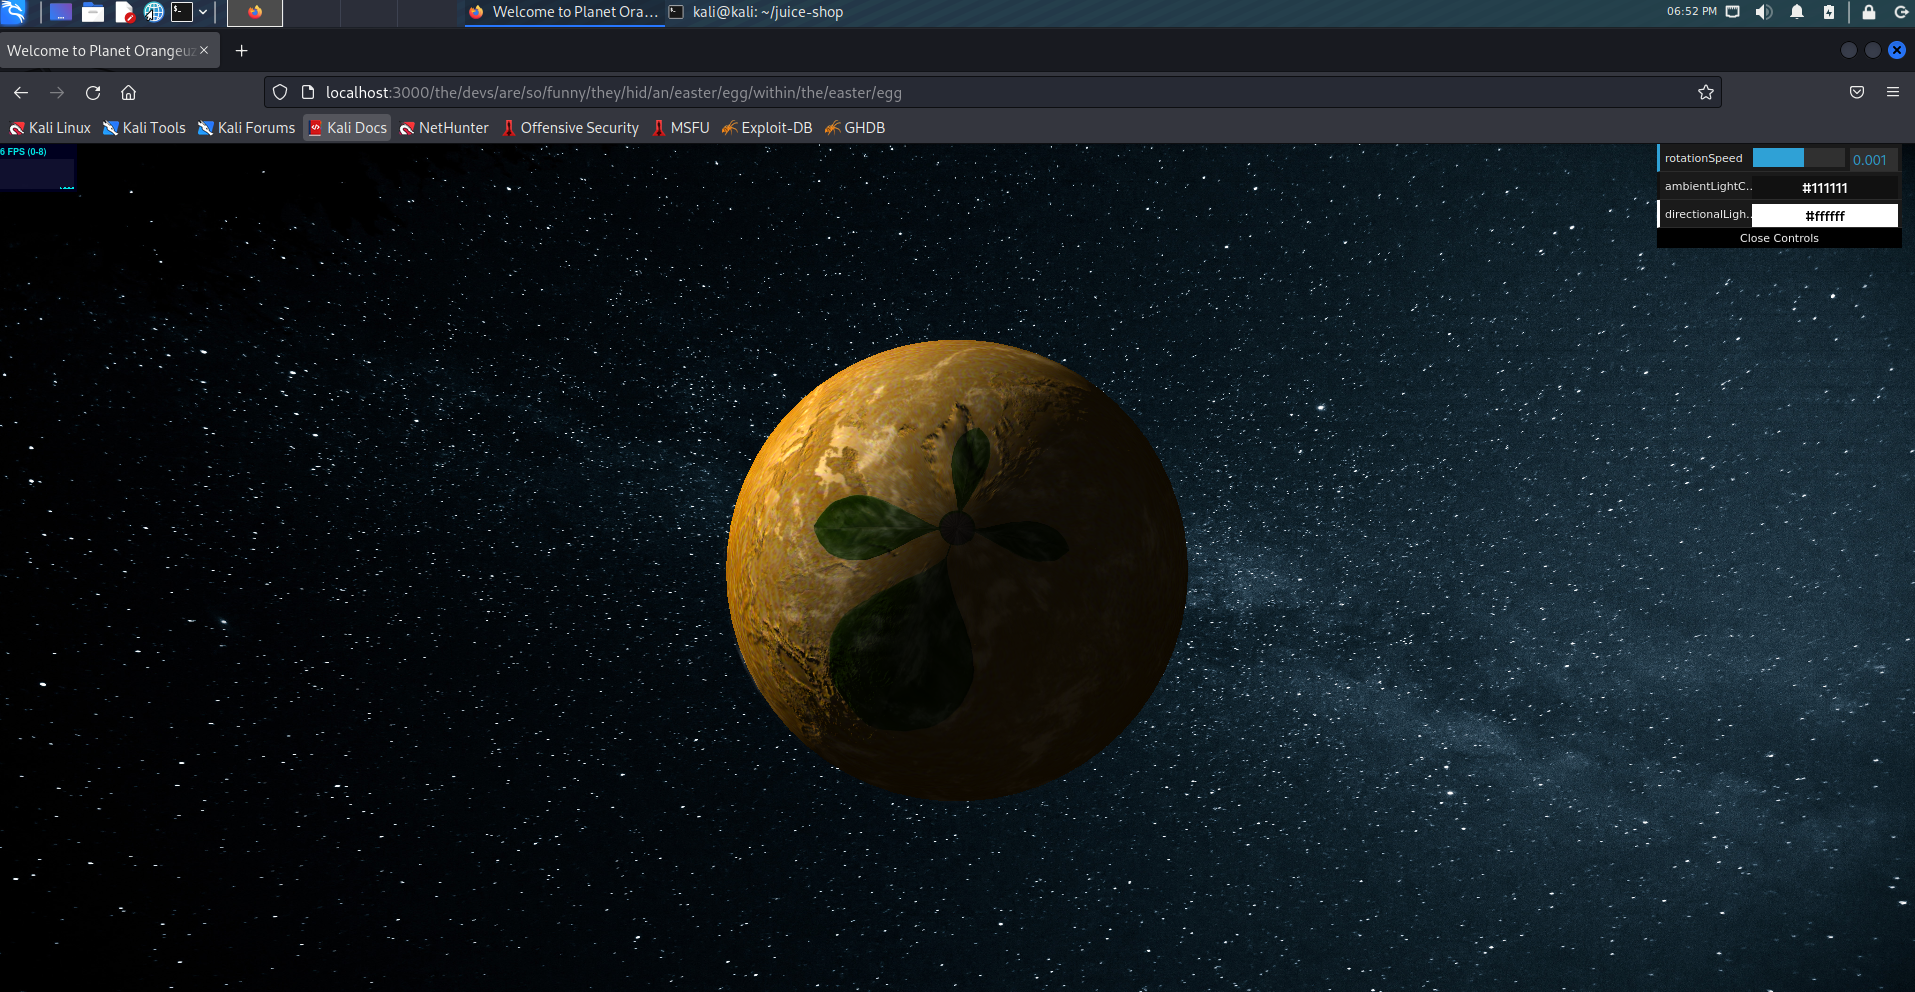 Welcome to Planet Ora... kali@kali: ~/juice-shop 06:52 PM
Welcome to Planet Orangeuz
localhost:3000/the/devs/are/so/funny/they/hid/an/easter/egg/within/the/easter/egg
Kali Linux Kali Tools Kali Forums Kali Docs NetHunter Offensive Security MSFU Exploit-DB GHDB
6 FPS (0-8)
rotationSpeed 0.001
ambientLightC.. #111111
directionalLigh.. #ffffff
Close Controls